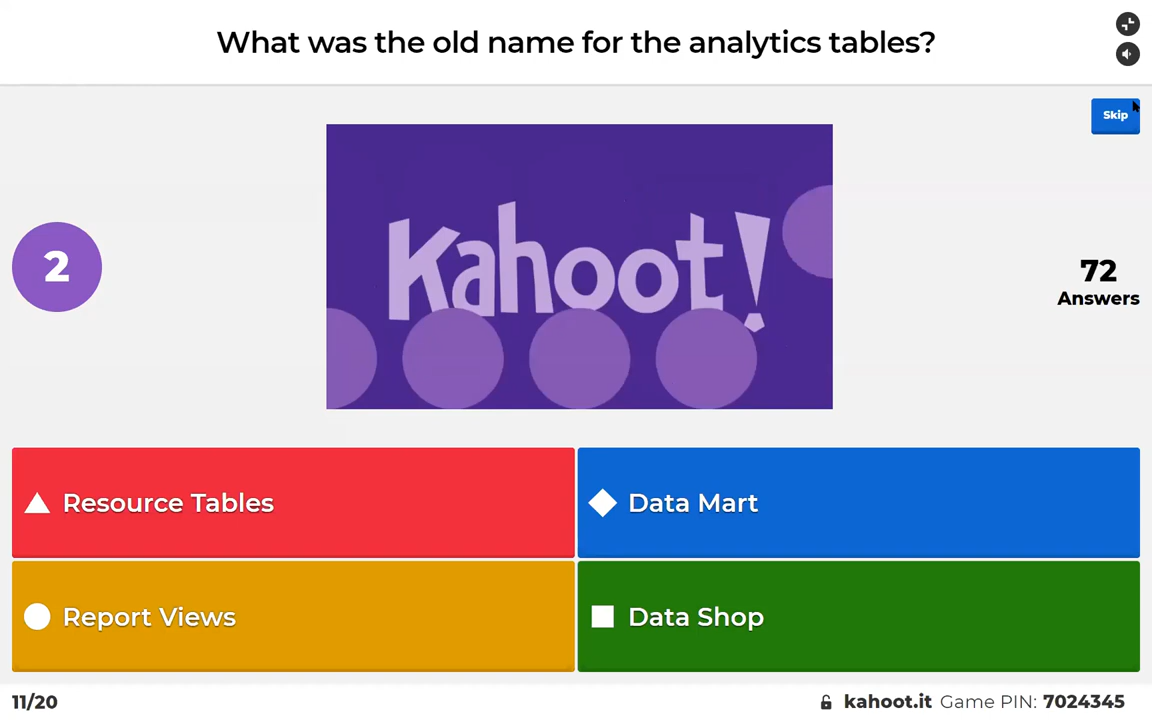 What was the old name for the analytics tables?
Skip
Kahoot!
2
72
Answers
Resource Tables
Data Mart
Report Views
Data Shop
11/20
kahoot.it Game PIN: 7024345